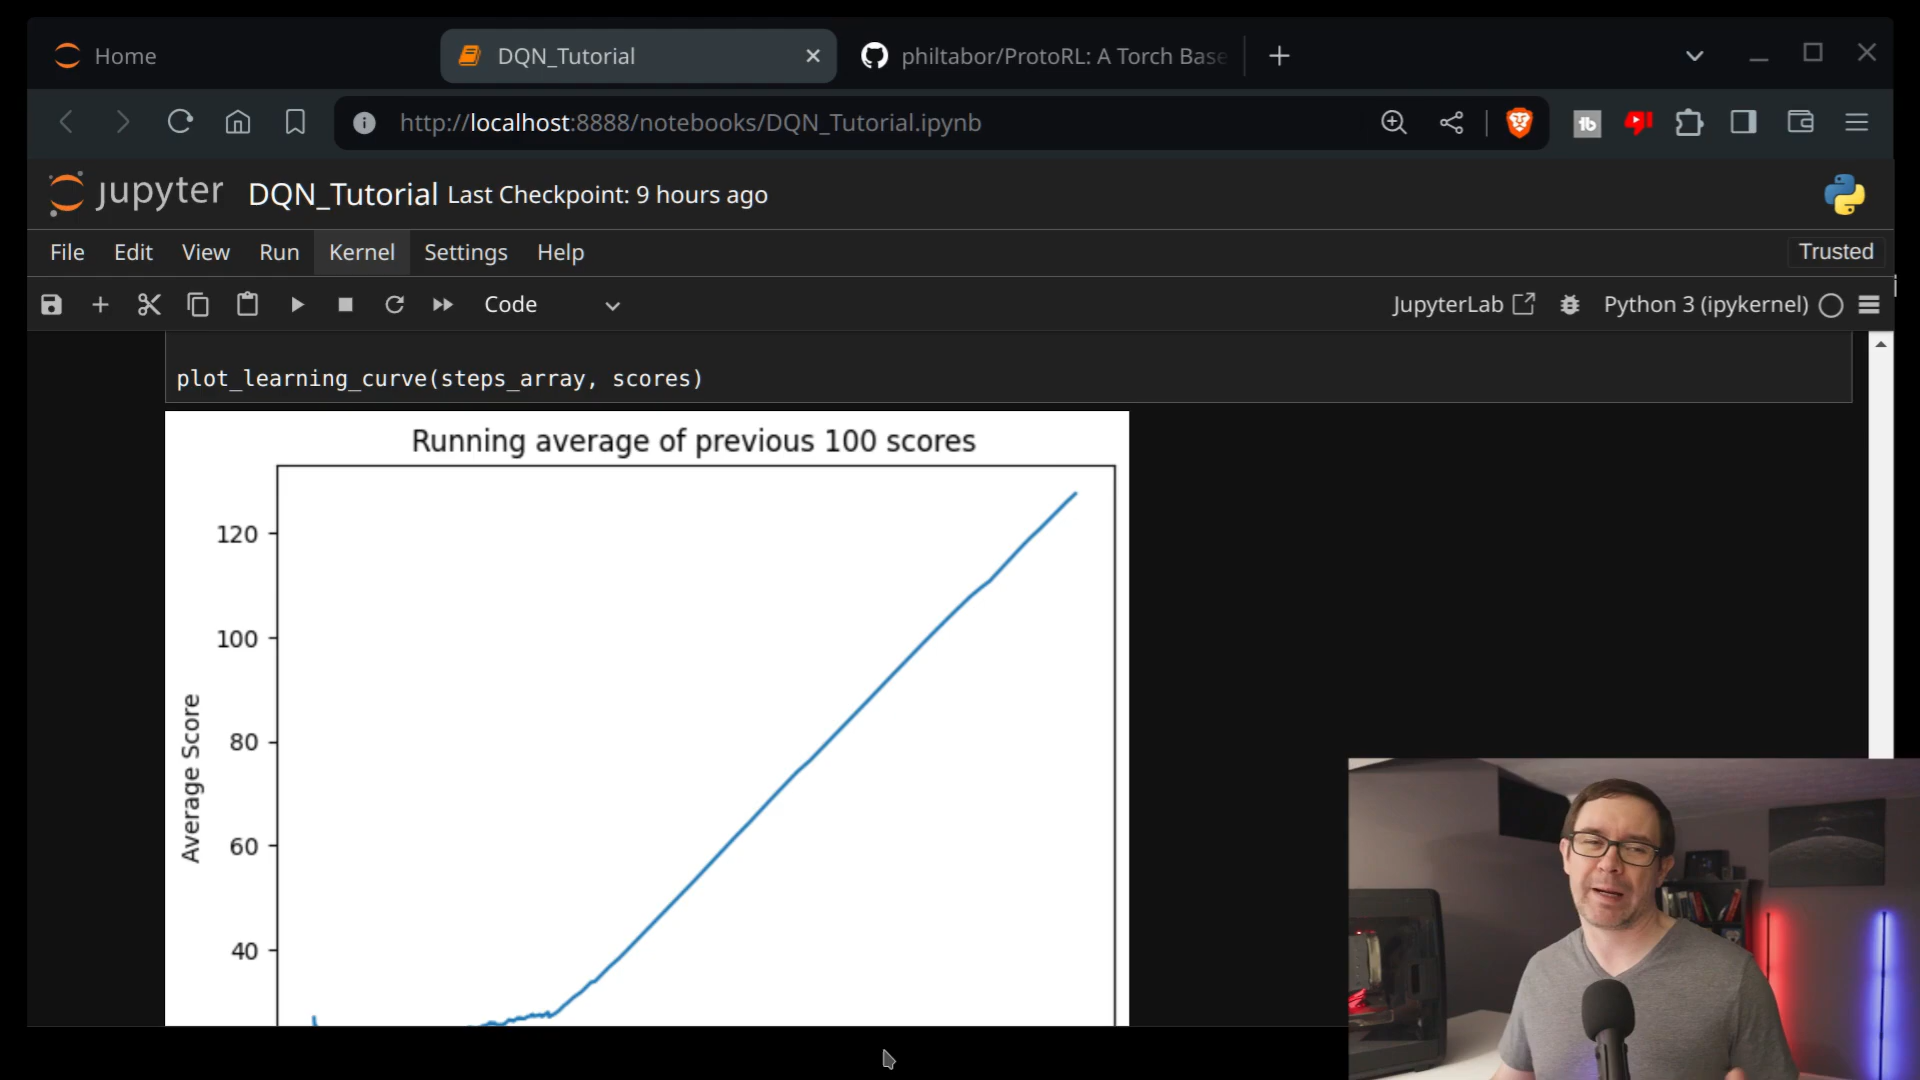 Home
DQN_Tutorial
philtabor/ProtoRL: A Torch Base
http://localhost:8888/notebooks/DQN_Tutorial.ipynb
tb
jupyter DQN_Tutorial Last Checkpoint: 9 hours ago
File Edit View Run Kernel Settings Help
Trusted
Code
JupyterLab
Python 3 (ipykernel)
plot_learning_curve(steps_array, scores)
Running average of previous 100 scores
120
100
80
60
40
Average Score